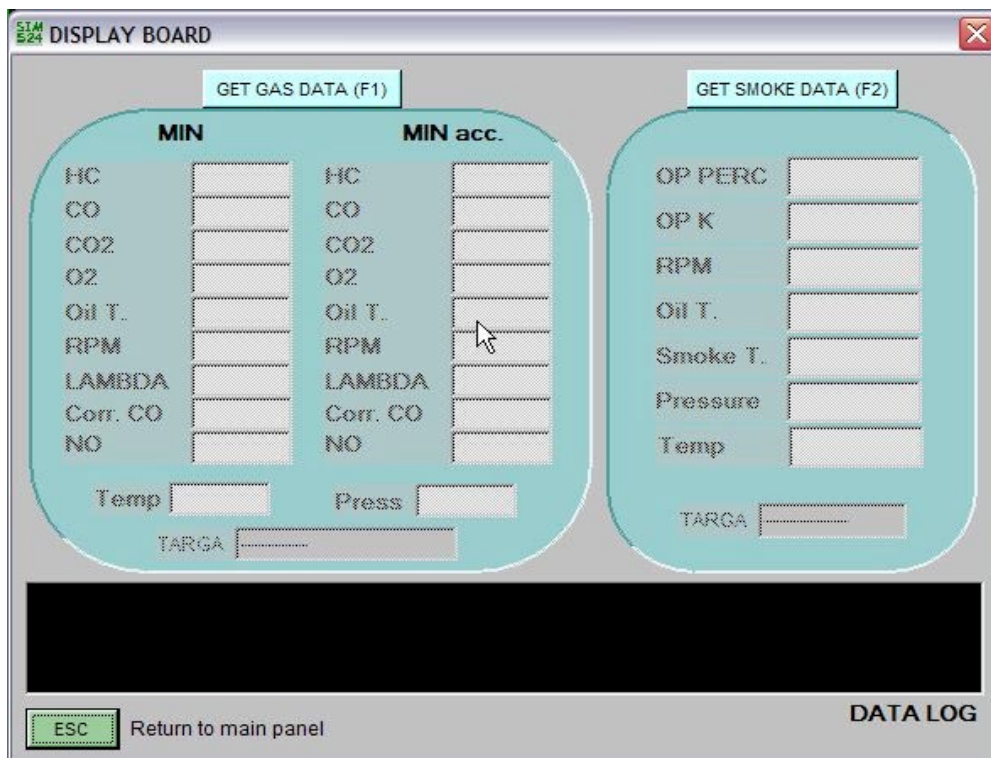 SIM
524
DISPLAY BOARD
GET GAS DATA (F1)
MIN MIN acc.
HC HC
CO CO
CO2 CO2
O2 O2
Oil T.. Oil T..
RPM RPM
LAMBDA LAMBDA
Corr. CO Corr. CO
NO NO
Temp Press
TARGA ---------------
GET SMOKE DATA (F2)
OP PERC
OP K
RPM
Oil T.
Smoke T.
Pressure
Temp
TARGA ------------------
DATA LOG
ESC Return to main panel